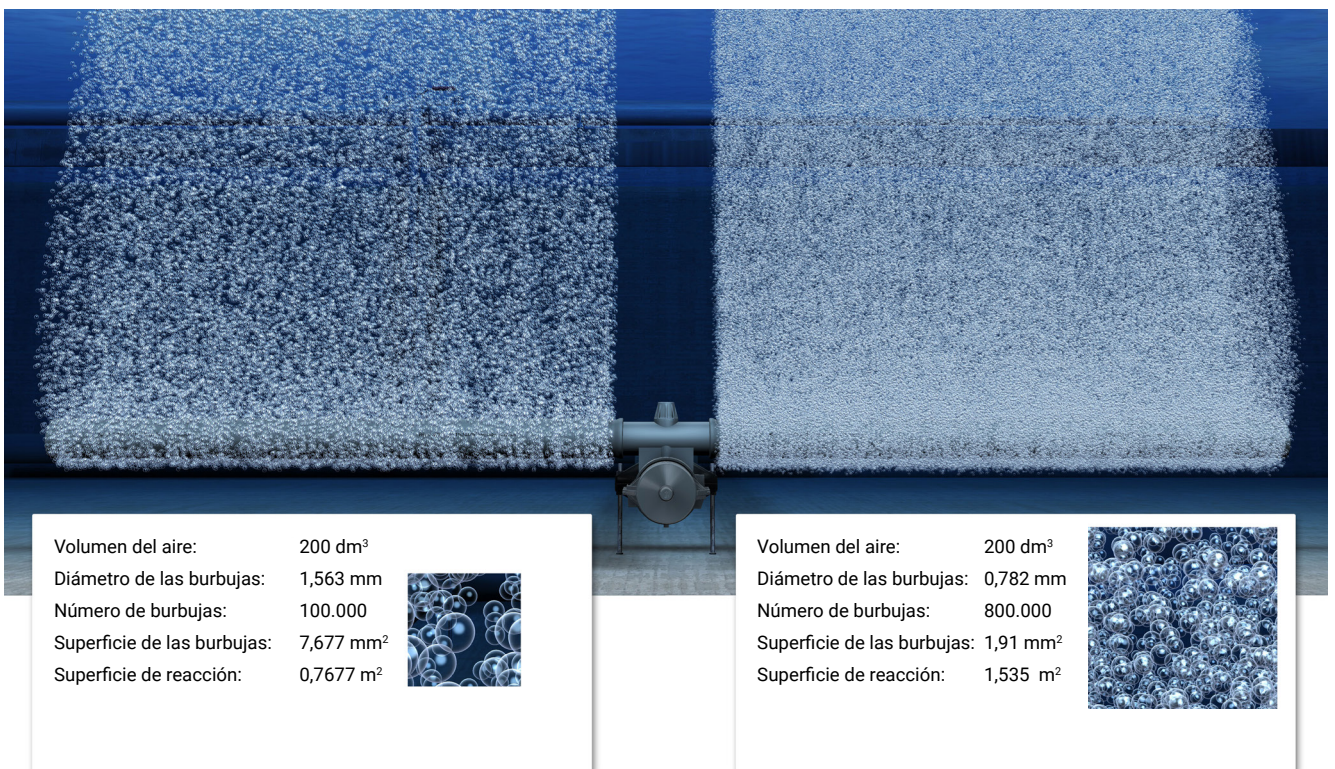 Volumen del aire: 200 dm³
Diámetro de las burbujas: 1,563 mm
Número de burbujas: 100.000
Superficie de las burbujas: 7,677 mm²
Superficie de reacción: 0,7677 m²
Volumen del aire: 200 dm³
Diámetro de las burbujas: 0,782 mm
Número de burbujas: 800.000
Superficie de las burbujas: 1,91 mm²
Superficie de reacción: 1,535 m²